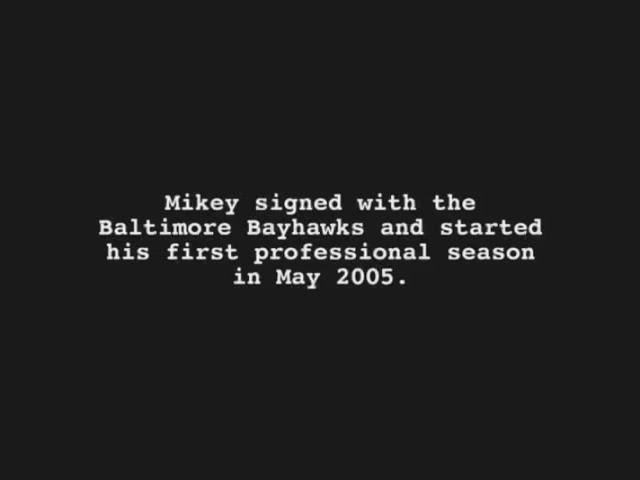 Mikey signed with the
Baltimore Bayhawks and started
his first professional season
in May 2005.